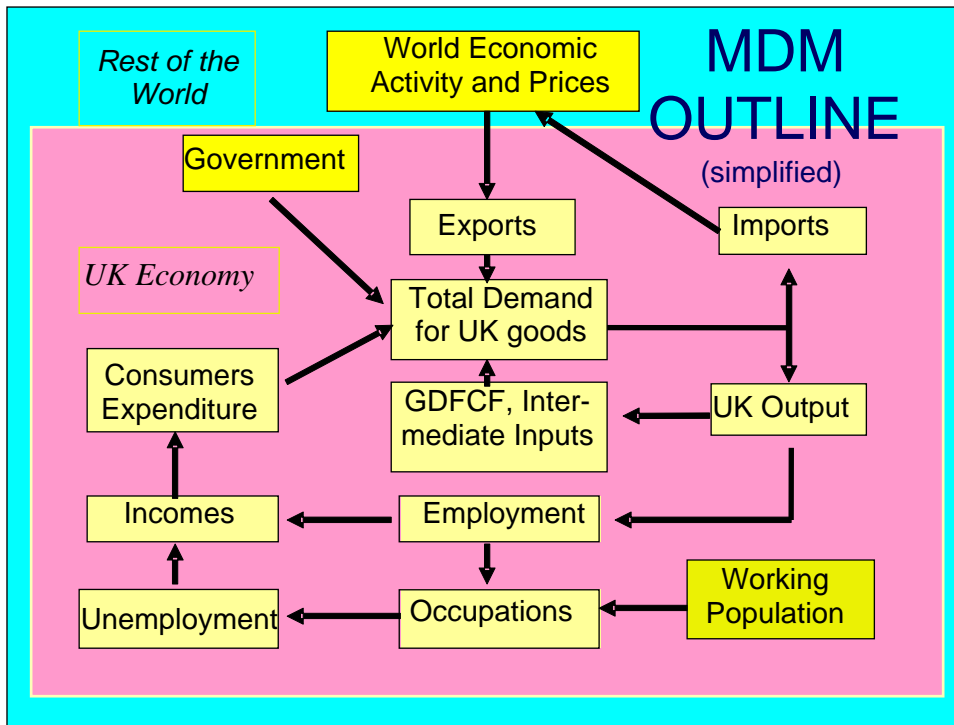 Rest of the
World
World Economic
Activity and Prices
MDM
OUTLINE
(simplified)
Government
Exports
Imports
UK Economy
Total Demand
for UK goods
Consumers
Expenditure
GDFCF, Inter-
mediate Inputs
UK Output
Incomes
Employment
Unemployment
Occupations
Working
Population